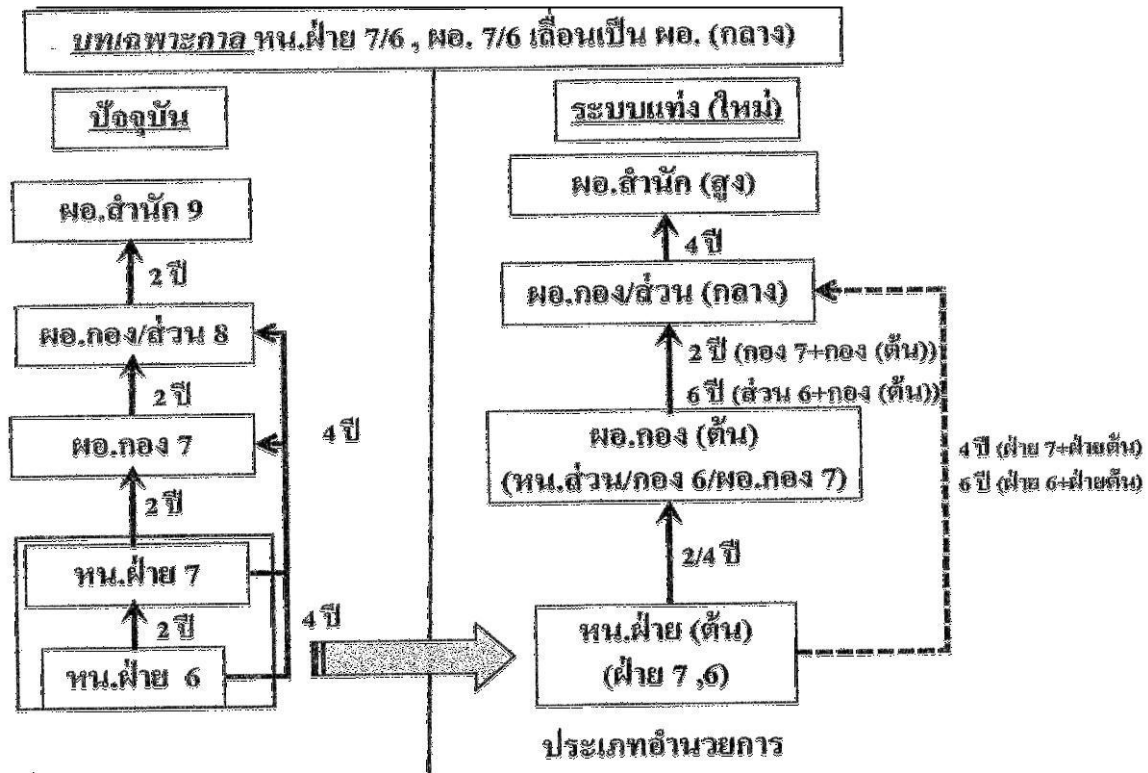 บทเฉพาะกาล หน.ฝ่าย 7/6 , ผอ. 7/6 เลื่อนเป็น ผอ. (กลาง)
ปัจจุบัน
ผอ.สำนัก 9
2 ปี
ผอ.กอง/ส่วน 8
2 ปี
4 ปี
ผอ.กอง 7
2 ปี
หน.ฝ่าย 7
2 ปี
4 ปี
หน.ฝ่าย 6
ระบบแท่ง (ใหม่)
ผอ.สำนัก (สูง)
4 ปี
ผอ.กอง/ส่วน (กลาง)
2 ปี (กอง 7+กอง (ต้น))
6 ปี (ส่วน 6+กอง (ต้น))
ผอ.กอง (ต้น)
(หน.ส่วน/กอง 6/ผอ.กอง 7)
4 ปี (ฝ่าย 7+ฝ่ายต้น)
6 ปี (ฝ่าย 6+ฝ่ายต้น)
2/4 ปี
หน.ฝ่าย (ต้น)
(ฝ่าย 7 ,6)
ประเภทอำนวยการ